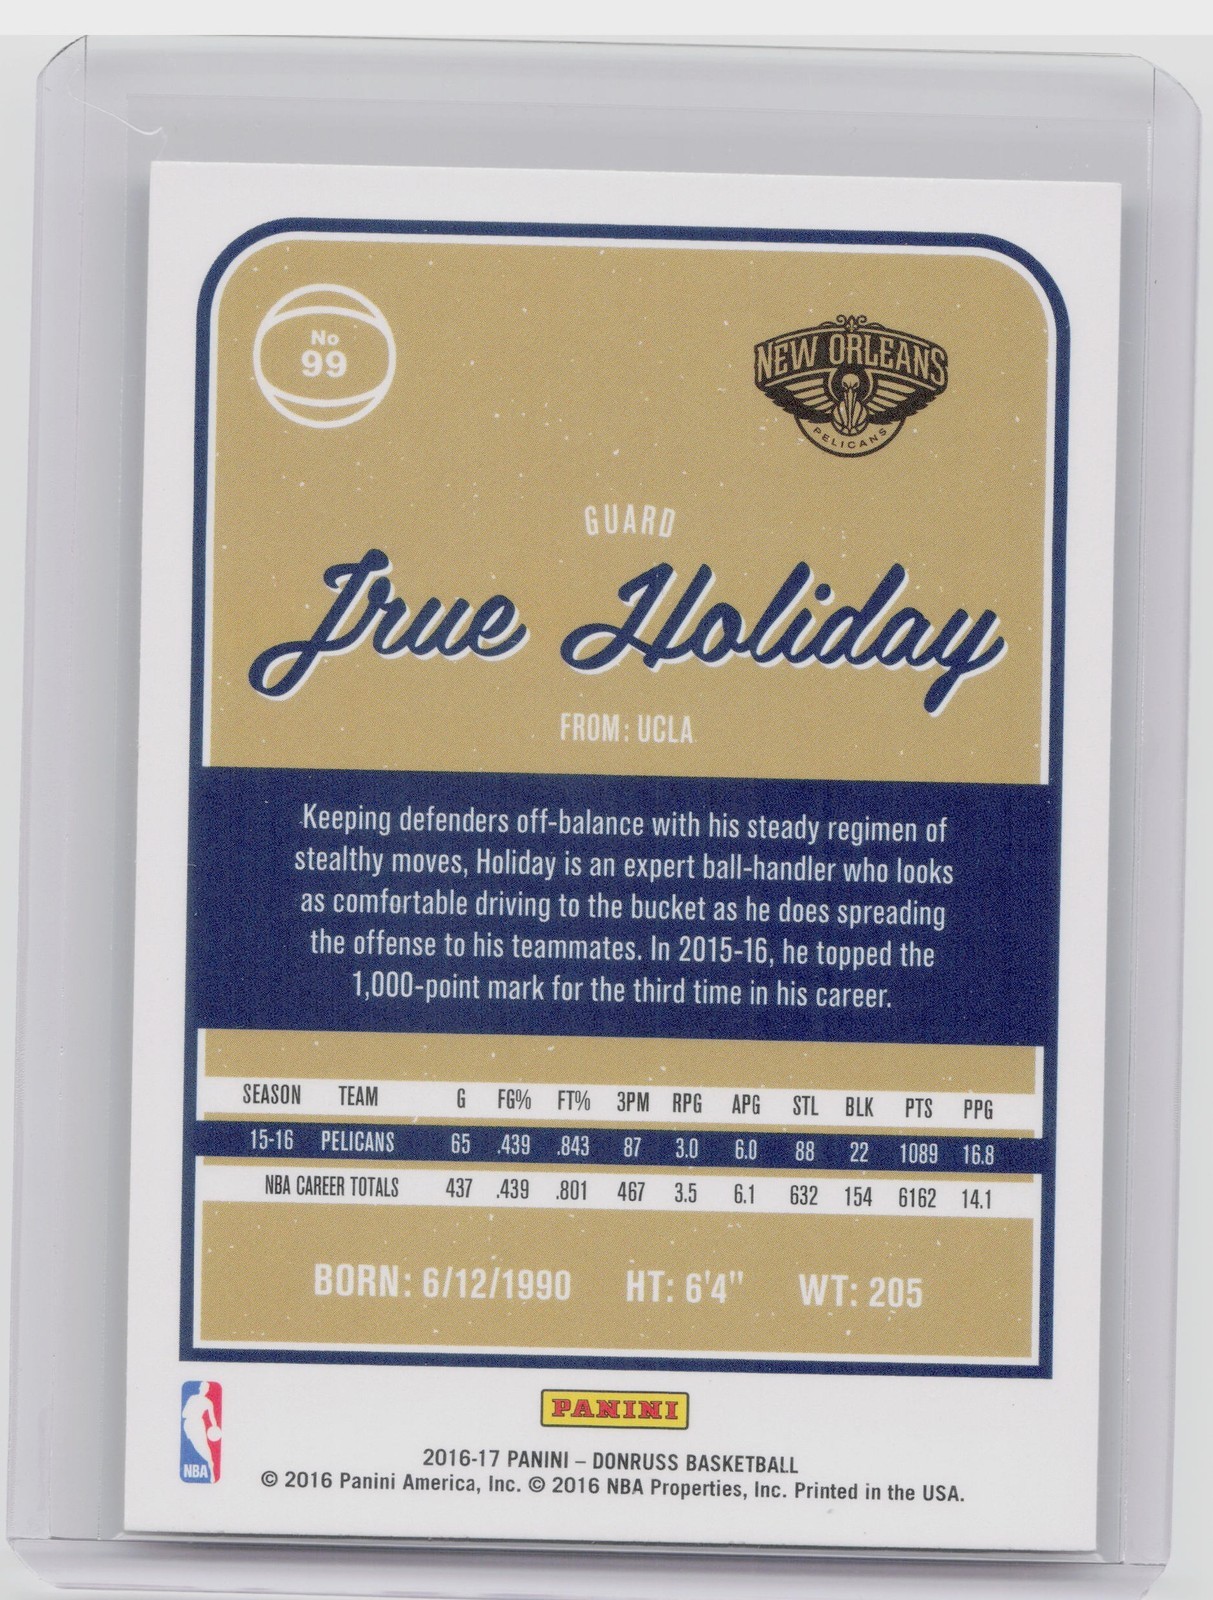 No
99
NEW ORLEANS
PELICANS
GUARD
Jrue Holiday
FROM: UCLA
Keeping defenders off-balance with his steady regimen of
stealthy moves, Holiday is an expert ball-handler who looks
as comfortable driving to the bucket as he does spreading
the offense to his teammates. In 2015-16, he topped the
1,000-point mark for the third time in his career.
SEASON TEAM G FG% FT% 3PM RPG APG STL BLK PTS PPG
15-16 PELICANS 65 .439 .843 87 3.0 6.0 88 22 1089 16.8
NBA CAREER TOTALS 437 .439 .801 467 3.5 6.1 632 154 6162 14.1
BORN: 6/12/1990 HT: 6'4" WT: 205
NBA
PANINI
2016-17 PANINI – DONRUSS BASKETBALL
© 2016 Panini America, Inc. © 2016 NBA Properties, Inc. Printed in the USA.